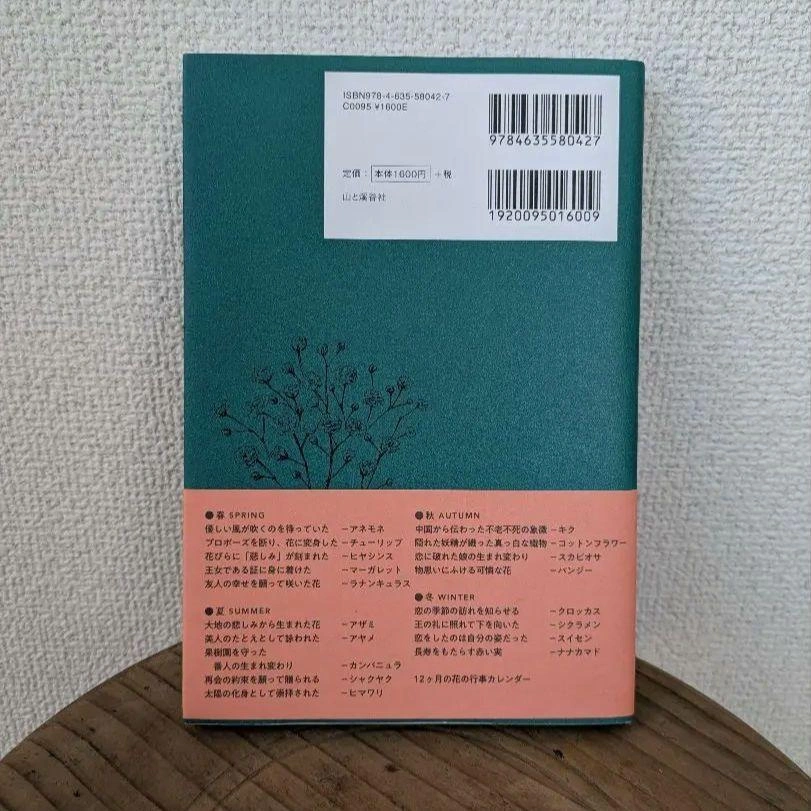 ISBN978-4-635-58042-7
C0095 ¥1600E
9784635580427
定価： 本体1600円 +税
山と溪谷社
1920095016009
●春 SPRING
優しい風が吹くのを待っていた －アネモネ
プロポーズを断り、花に変身した－チューリップ
花びらに「悲しみ」が刻まれた －ヒヤシンス
王女である証に身に着けた －マーガレット
友人の幸せを願って咲いた花 －ラナンキュラス
●夏 SUMMER
大地の悲しみから生まれた花 －アザミ
美人のたとえとして詠われた －アヤメ
果樹園を守った
番人の生まれ変わり －カンパニュラ
再会の約束を願って贈られる －シャクヤク
太陽の化身として崇拝された －ヒマワリ
●秋 AUTUMN
中国から伝わった不老不死の象徴－キク
隠れた妖精が織った真っ白な織物－コットンフラワー
恋に破れた娘の生まれ変わり －スカビオサ
物思いにふける可憐な花 －パンジー
●冬 WINTER
恋の季節の訪れを知らせる －クロッカス
王の礼に照れて下を向いた －シクラメン
恋をしたのは自分の姿だった －スイセン
長寿をもたらす赤い実 －ナナカマド
12ヶ月の花の行事カレンダー